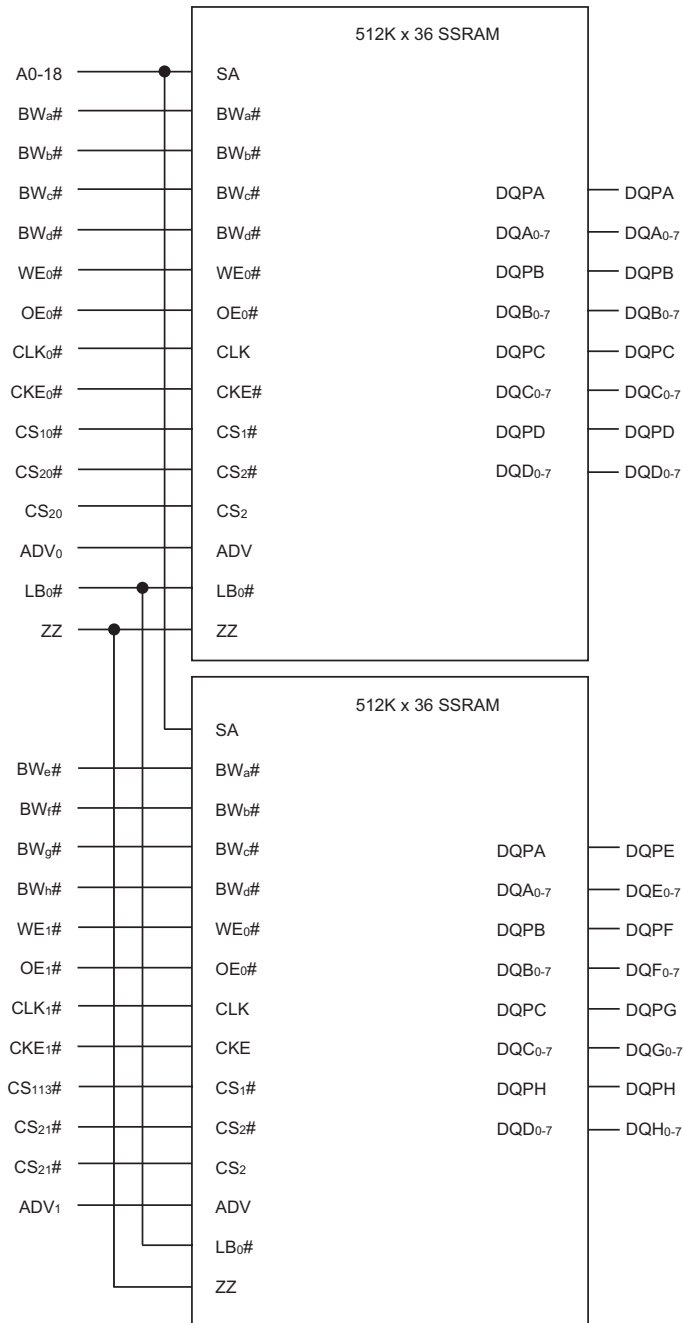 512K x 36 SSRAM
A0-18 SA
BWa# BWa#
BWb# BWb#
BWc# BWc# DQPA DQPA
BWd# BWd# DQA0-7 DQA0-7
WE0# WE0# DQPB DQPB
OE0# OE0# DQB0-7 DQB0-7
CLK0# CLK DQPC DQPC
CKE0# CKE# DQC0-7 DQC0-7
CS10# CS1# DQPD DQPD
CS20# CS2# DQD0-7 DQD0-7
CS20 CS2
ADV0 ADV
LB0# LB0#
ZZ ZZ
512K x 36 SSRAM
SA
BWe# BWa#
BWf# BWb#
BWg# BWc# DQPA DQPE
BWh# BWd# DQA0-7 DQE0-7
WE1# WE0# DQPB DQPF
OE1# OE0# DQB0-7 DQF0-7
CLK1# CLK DQPC DQPG
CKE1# CKE DQC0-7 DQG0-7
CS113# CS1# DQPH DQPH
CS21# CS2# DQD0-7 DQH0-7
CS21# CS2
ADV1 ADV
LB0#
ZZ